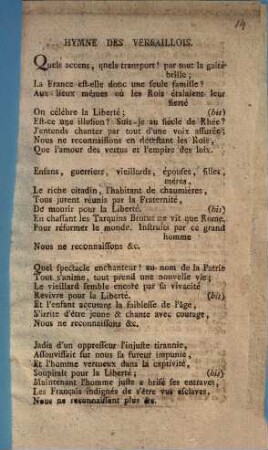 14
HYMNE DES VERSAILLOIS.
Quels accens, quels transport! par tout la gaîté
brille;
La France est-elle donc une seule famille?
Aux lieux mêmes où les Rois étalaient leur
fierté
On célébre la Liberté; (bis)
Est-ce une illusion? Suis-je au siécle de Rhée?
J'entends chanter par tout d'une voix assurée:
Nous ne reconnaissons en détestant les Rois,
Que l'amour des vertus et l'empire des loix.
Enfans, guerriers, vieillards, épouses, filles,
méres,
Le riche citadin, l'habitant de chaumiéres,
Tous jurent réunis par la Fraternité,
De mourir pour la Liberté. (bis)
En chassant les Tarquins Brutus ne vit que Rome.
Pour réformer le monde. Instruits par ce grand
homme
Nous ne reconnaissons &c.
Quel spectacle enchanteur! au nom de la Patrie
Tout s'anime, tout prend une nouvelle vie;
Le vieillard semble encore par sa vivacité
Revivre pour la Liberté; (bis)
Et l'enfant accusant la faiblesse de l'âge,
S'irrite d'être jeune & chante avec courage,
Nous ne reconnaissons &c.
Jadis d'un oppresseur l'injuste tirannie,
Assouvissait sur nous sa fureur impunie,
Et l'homme vertueux dans la captivité,
Soupirait pour la Liberté; (bis)
Maintenant l'homme juste a brisé ses entraves,
Les Français indignés de s'être vus esclaves,
Nous ne reconnaissent plus &c.